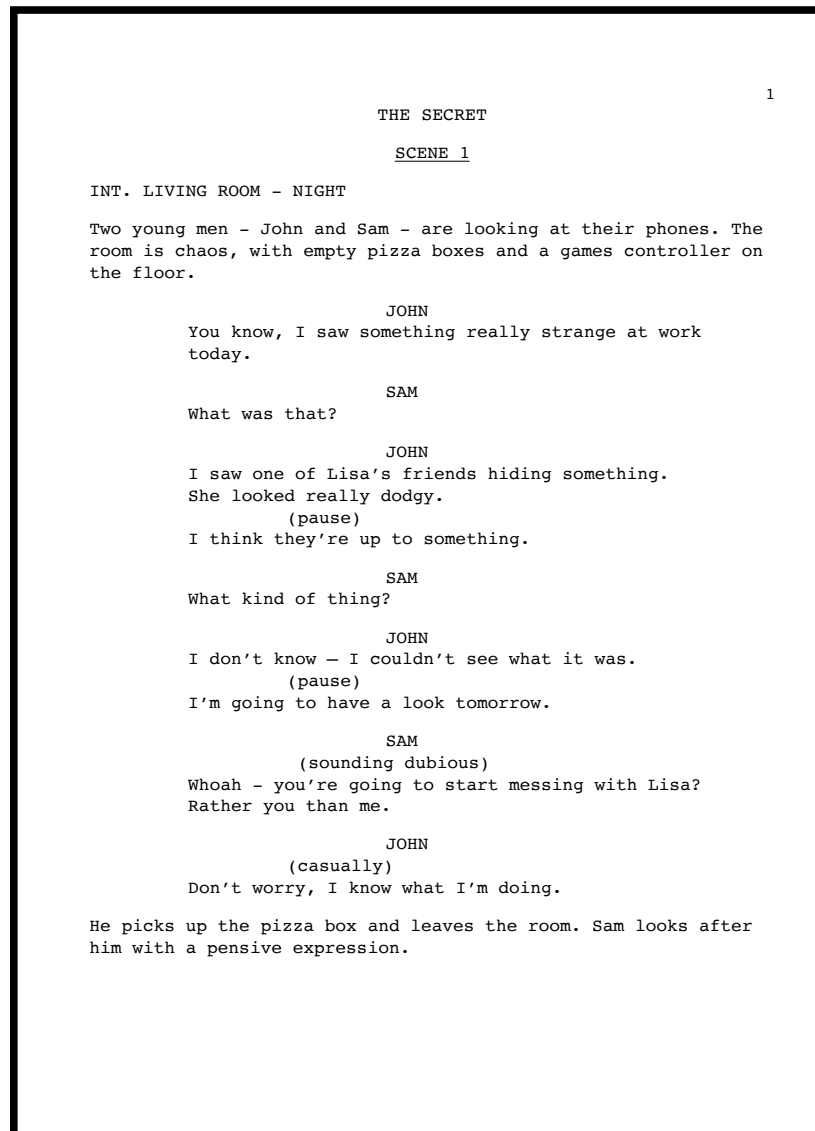 1
THE SECRET
SCENE 1
INT. LIVING ROOM – NIGHT
Two young men – John and Sam – are looking at their phones. The
room is chaos, with empty pizza boxes and a games controller on
the floor.
JOHN
You know, I saw something really strange at work
today.
SAM
What was that?
JOHN
I saw one of Lisa’s friends hiding something.
She looked really dodgy.
(pause)
I think they’re up to something.
SAM
What kind of thing?
JOHN
I don’t know — I couldn’t see what it was.
(pause)
I’m going to have a look tomorrow.
SAM
(sounding dubious)
Whoah – you’re going to start messing with Lisa?
Rather you than me.
JOHN
(casually)
Don’t worry, I know what I’m doing.
He picks up the pizza box and leaves the room. Sam looks after
him with a pensive expression.